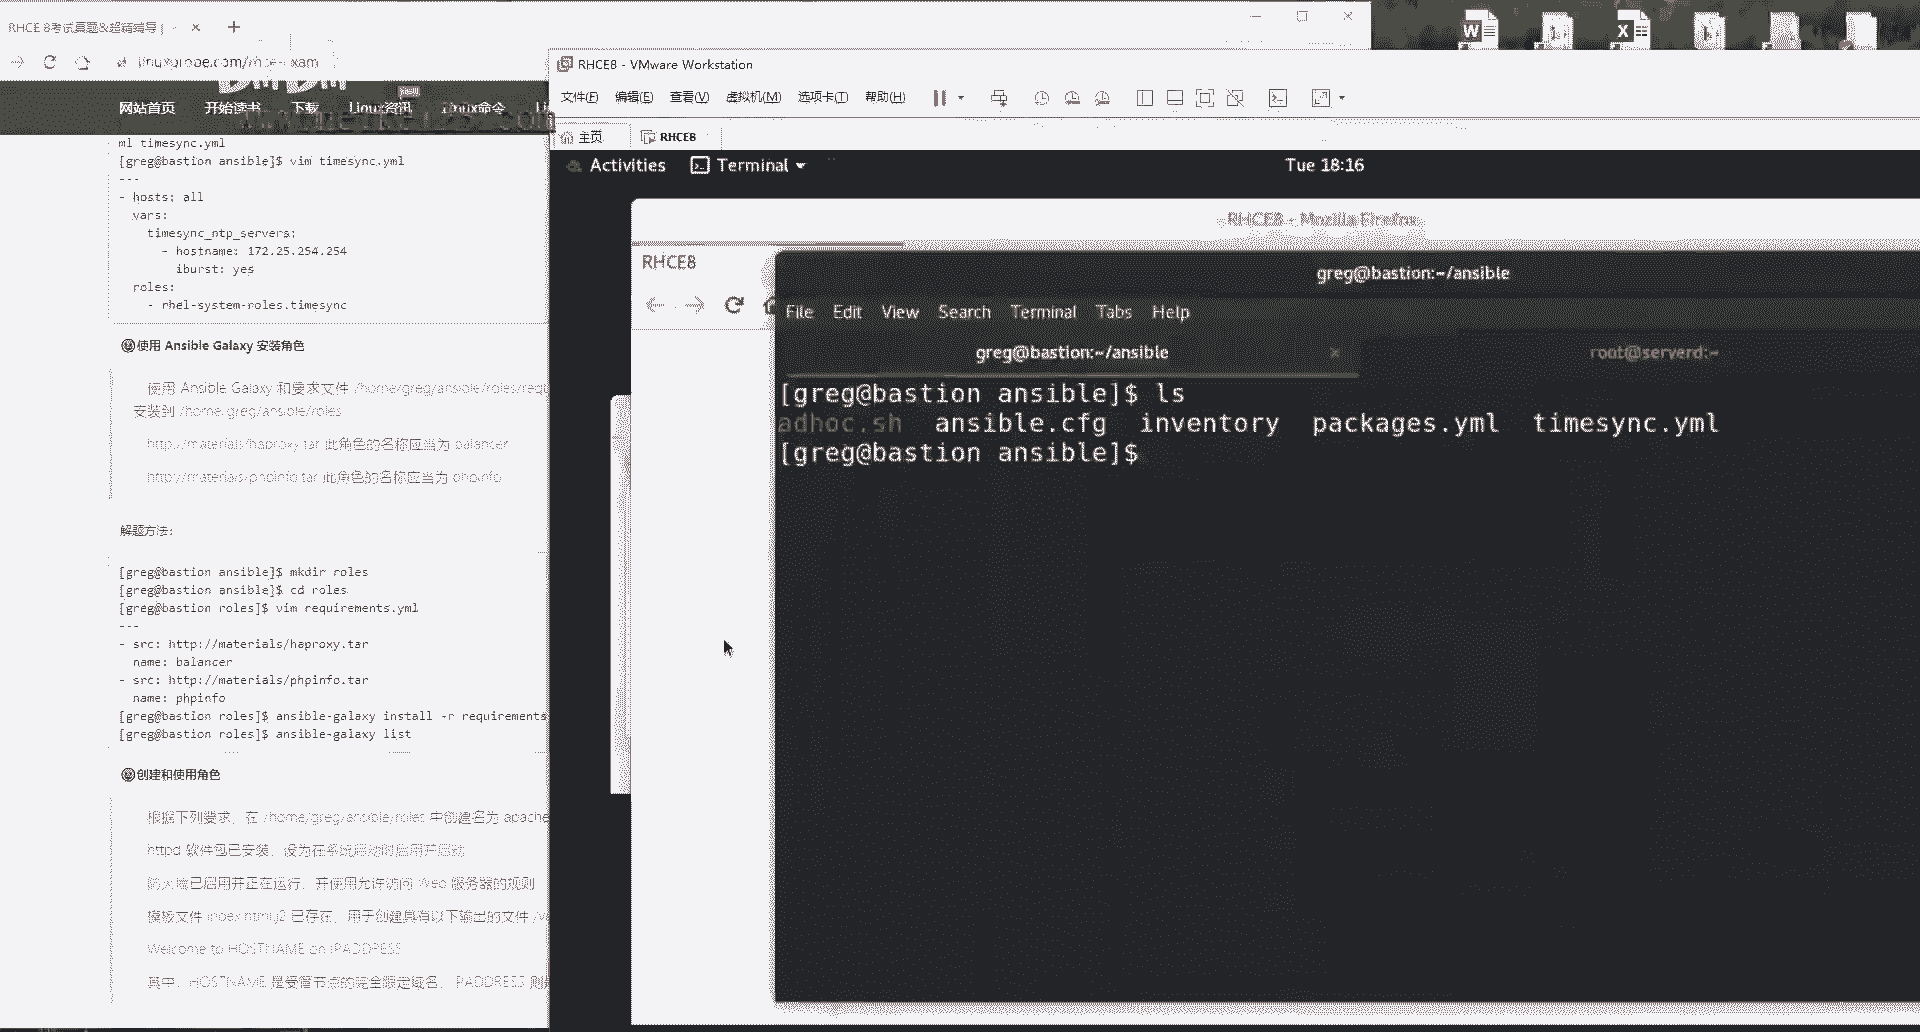 RHCE 8考试真题&超精辅导 |
网站首页 开始读书 下载 Linux资讯 Linux命令
ml timesync.yml
[greg@bastion ansible]$ vim timesync.yml
---
- hosts: all
vars:
timesync_ntp_servers:
- hostname: 172.25.254.254
iburst: yes
roles:
- rhel-system-roles.timesync
使用 Ansible Galaxy 安装角色
使用 Ansible Galaxy 和要求文件 /home/greg/ansible/roles/requ
安装到 /home/greg/ansible/roles
http://materials/haproxy.tar 此角色的名称应当为 balancer
http://materials/phpinfo.tar 此角色的名称应当为 phpinfo
解题方法:
[greg@bastion ansible]$ mkdir roles
[greg@bastion ansible]$ cd roles
[greg@bastion roles]$ vim requirements.yml
---
- src: http://materials/haproxy.tar
name: balancer
- src: http://materials/phpinfo.tar
name: phpinfo
[greg@bastion roles]$ ansible-galaxy install -r requirements
[greg@bastion roles]$ ansible-galaxy list
创建和使用角色
根据下列要求，在 /home/greg/ansible/roles 中创建名为 apache
httpd 软件包已安装，设为在系统启动时启用并启动
防火墙已启用并正在运行，并使用允许访问 Web 服务器的规则
模板文件 index.html.j2 已存在，用于创建具有以下输出的文件
Welcome to HOSTNAME on IPADDRESS
其中，HOSTNAME 是受管节点的完全限定域名， IPADDRESS 则
RHCE8 - VMware Workstation
文件(F) 编辑(E) 查看(V) 虚拟机(M) 选项卡(T) 帮助(H)
主页 RHCE8
Activities Terminal Tue 18:16
RHCE8 - Mozilla Firefox
RHCE8
greg@bastion:~/ansible
File Edit View Search Terminal Tabs Help
greg@bastion:~/ansible root@serverd:~
[greg@bastion ansible]$ ls
adhoc.sh ansible.cfg inventory packages.yml timesync.yml
[greg@bastion ansible]$